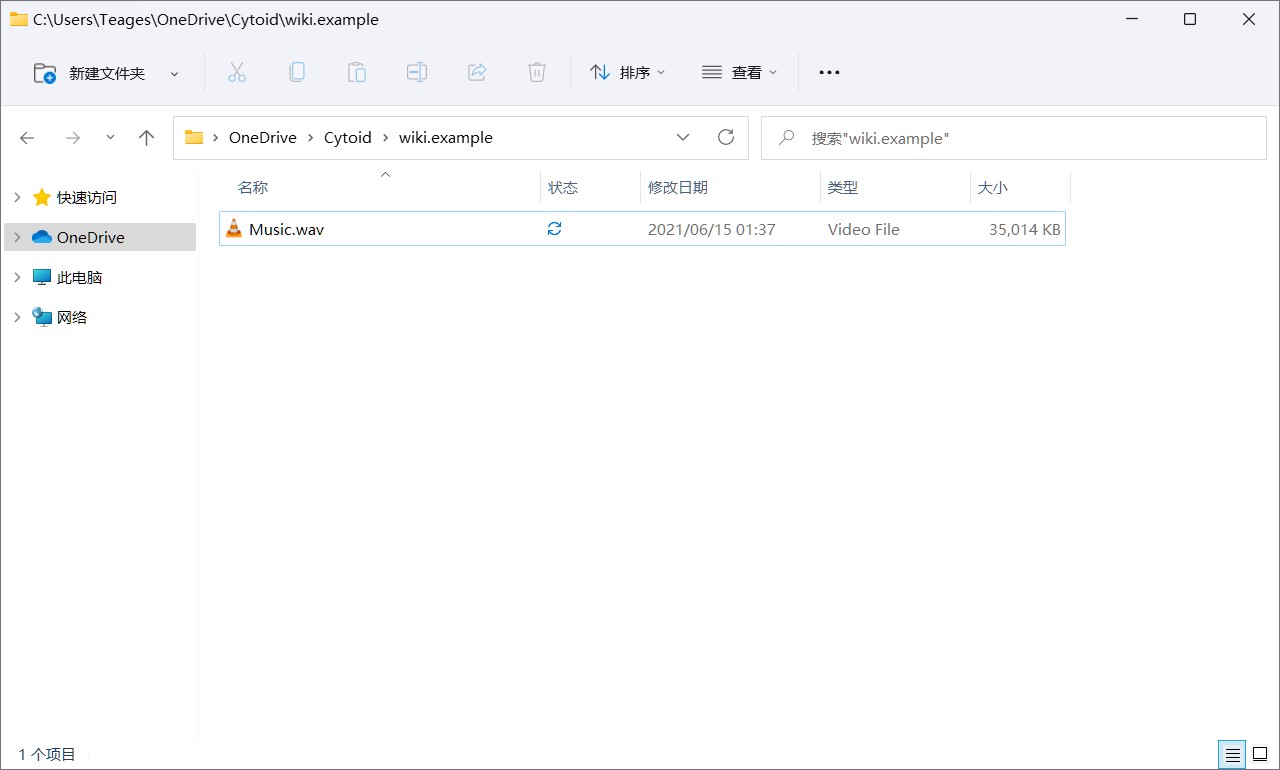 C:\Users\Teages\OneDrive\Cytoid\wiki.example
新建文件夹
排序
查看
OneDrive
Cytoid
wiki.example
搜索"wiki.example"
名称
状态
修改日期
类型
大小
快速访问
Music.wav
2021/06/15 01:37
Video File
35,014 KB
OneDrive
此电脑
网络
1 个项目